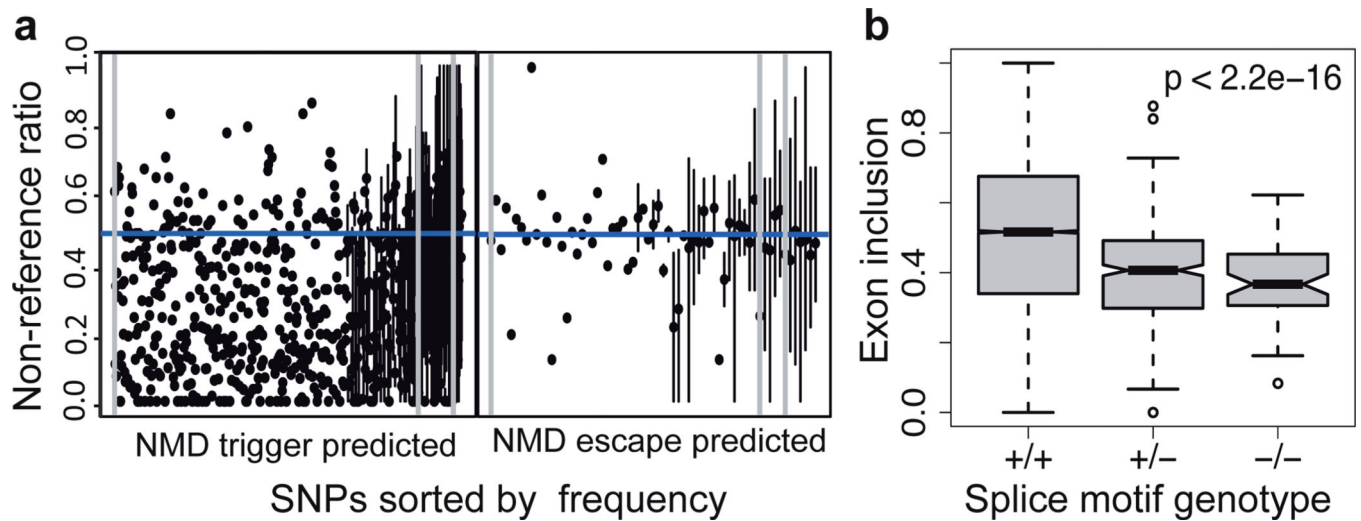 a
Non-reference ratio
1.0
0.8
0.6
0.4
0.2
0.0
NMD trigger predicted
NMD escape predicted
SNPs sorted by frequency
b
Exon inclusion
0.8
0.4
0.0
p < 2.2e−16
+/+
+/−
−/−
Splice motif genotype